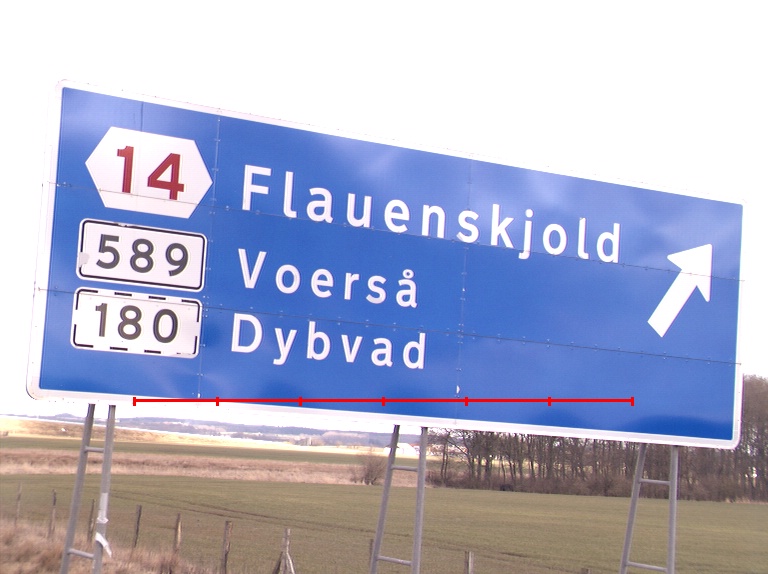 14 Flauenskjold
589 Voerså
180 Dybvad